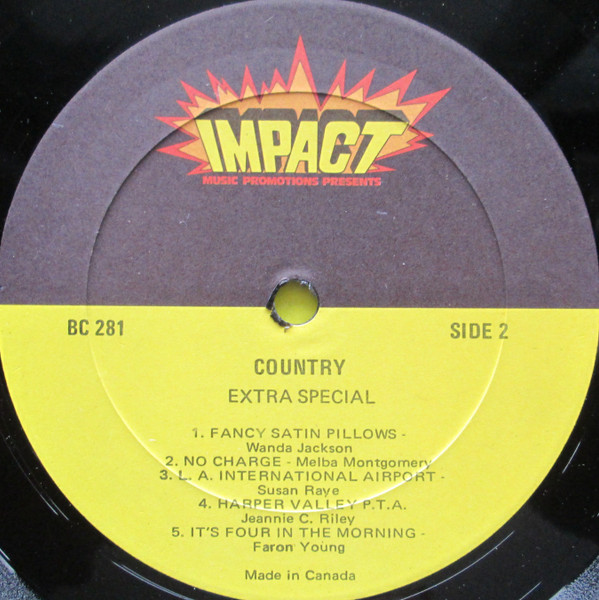 IMPACT
MUSIC PROMOTIONS PRESENTS
BC 281
SIDE 2
COUNTRY
EXTRA SPECIAL
1. FANCY SATIN PILLOWS -
Wanda Jackson
2. NO CHARGE - Melba Montgomery
3. L. A. INTERNATIONAL AIRPORT -
Susan Raye
4. HARPER VALLEY P.T.A.
Jeannie C. Riley
5. IT'S FOUR IN THE MORNING -
Faron Young
Made in Canada